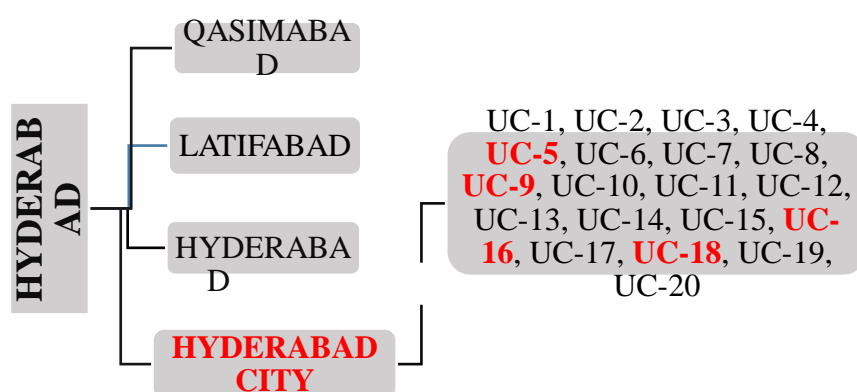 HYDERAB
AD
QASIMABA
D
LATIFABAD
HYDERABA
D
HYDERABAD
CITY
UC-1, UC-2, UC-3, UC-4,
UC-5, UC-6, UC-7, UC-8,
UC-9, UC-10, UC-11, UC-12,
UC-13, UC-14, UC-15, UC-
16, UC-17, UC-18, UC-19,
UC-20